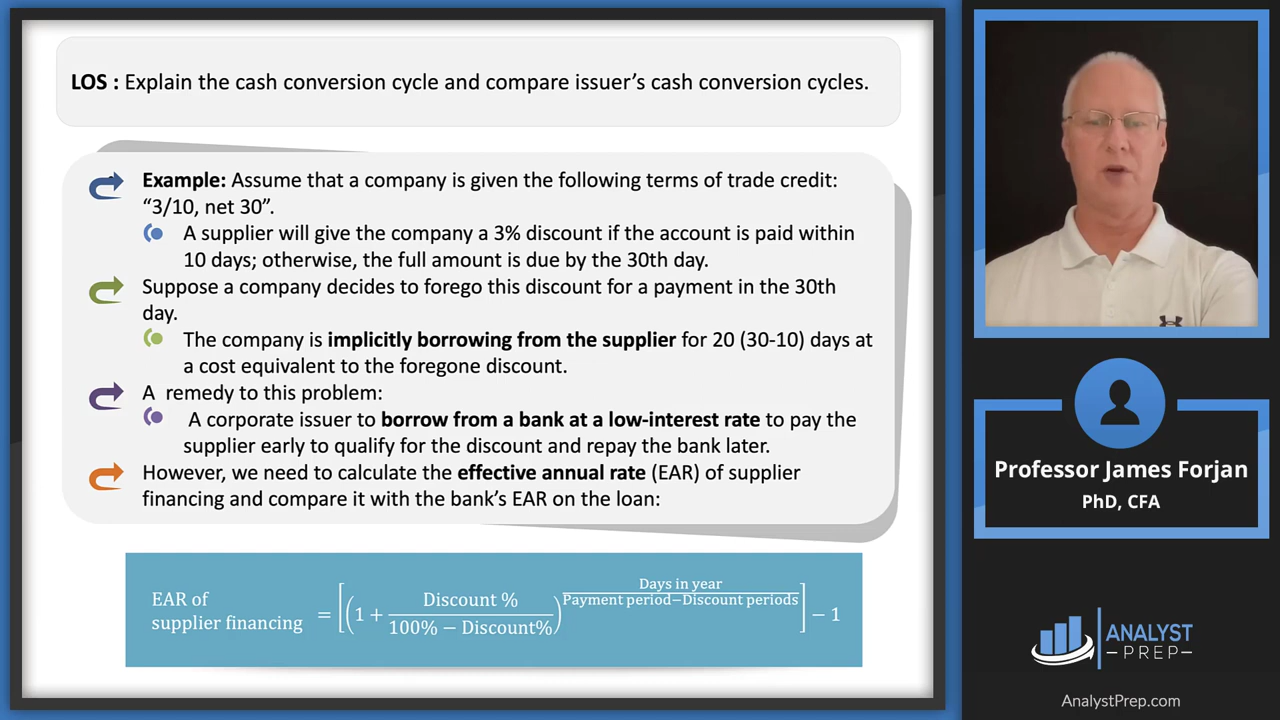 LOS : Explain the cash conversion cycle and compare issuer's cash conversion cycles.
Example: Assume that a company is given the following terms of trade credit:
“3/10, net 30”.
A supplier will give the company a 3% discount if the account is paid within
10 days; otherwise, the full amount is due by the 30th day.
Suppose a company decides to forego this discount for a payment in the 30th
day.
The company is implicitly borrowing from the supplier for 20 (30-10) days at
a cost equivalent to the foregone discount.
A remedy to this problem:
A corporate issuer to borrow from a bank at a low-interest rate to pay the
supplier early to qualify for the discount and repay the bank later.
However, we need to calculate the effective annual rate (EAR) of supplier
financing and compare it with the bank's EAR on the loan:
EAR of
supplier financing = [(1 + Discount % / 100% − Discount%)^(Days in year / Payment period−Discount periods)] − 1
Professor James Forjan
PhD, CFA
ANALYST
PREP
AnalystPrep.com